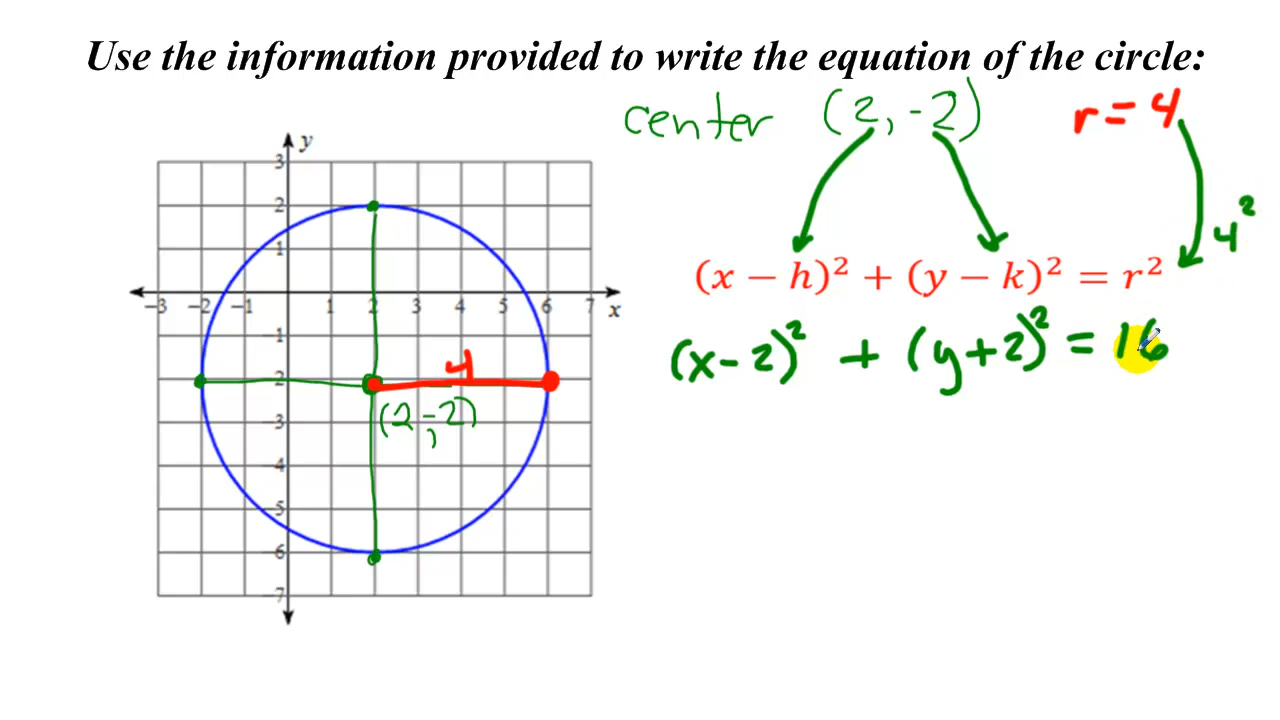 Use the information provided to write the equation of the circle:
center (2, -2) r = 4
4²
(x − h)² + (y − k)² = r²
(x - 2)² + (y + 2)² = 16
y
3
2
1
−3 −2 −1 1 2 3 4 5 6 7 x
−1
−2
4
(2, -2)
−3
−4
−5
−6
−7